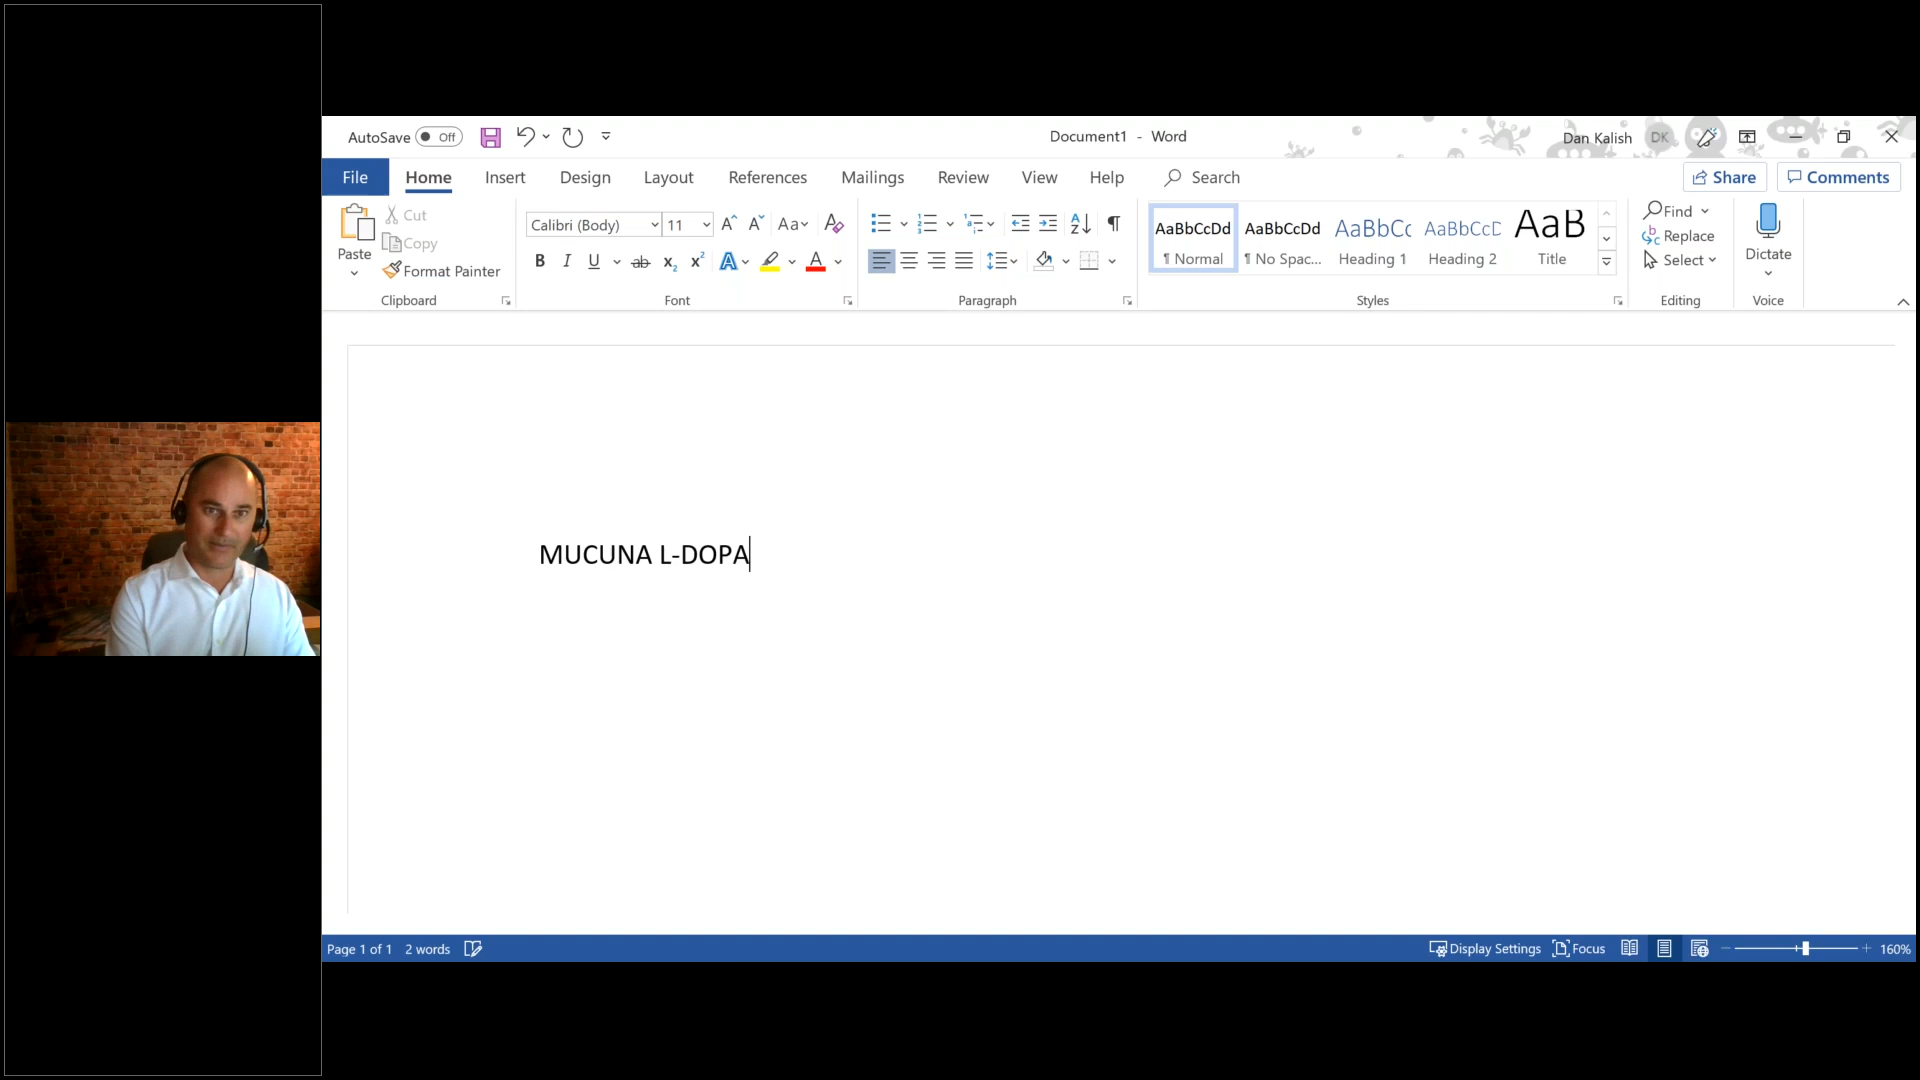 AutoSave Off
Document1 - Word
Dan Kalish DK
File Home Insert Design Layout References Mailings Review View Help Search
Share Comments
Paste
Cut
Copy
Format Painter
Clipboard
Calibri (Body) 11
Font
Paragraph
AaBbCcDd AaBbCcDd AaBbCc AaBbCcD AaB
¶ Normal ¶ No Spac... Heading 1 Heading 2 Title
Styles
Find
Replace
Select
Editing
Dictate
Voice
MUCUNA L-DOPA
Page 1 of 1 2 words
Display Settings Focus 160%